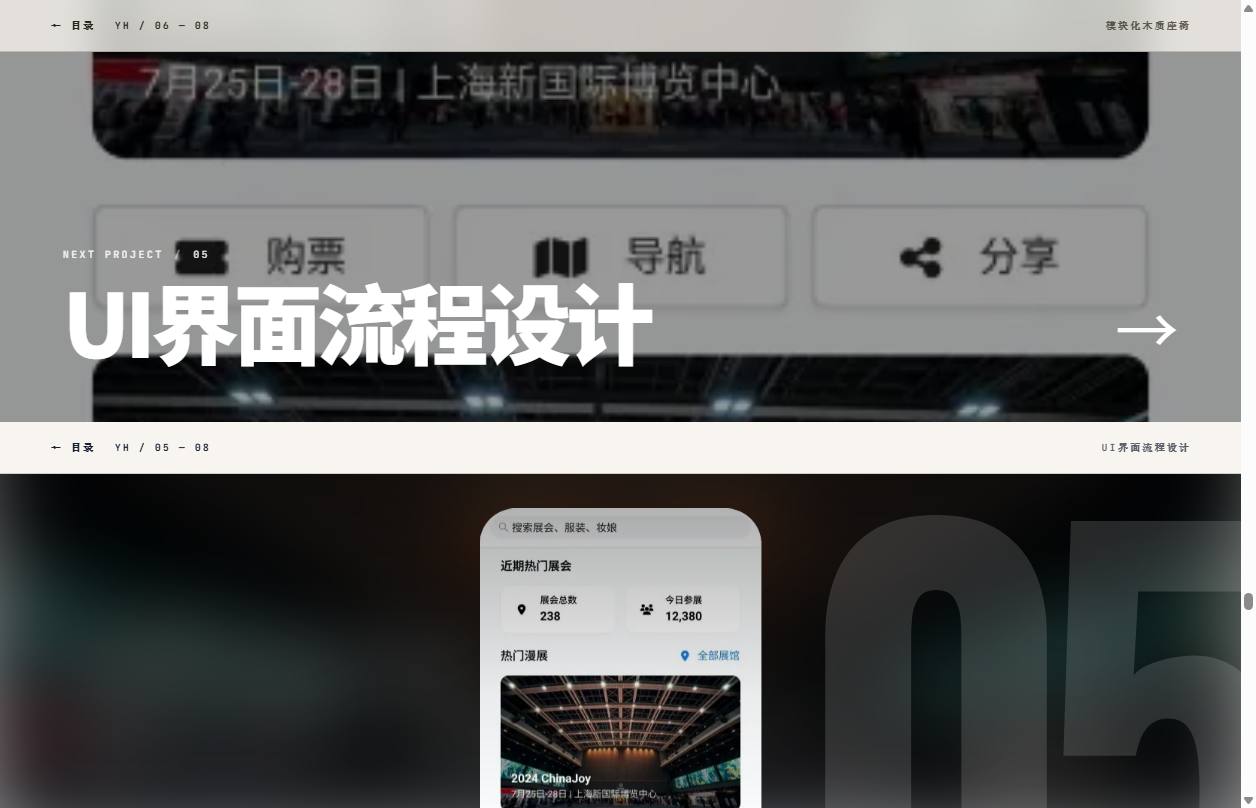 ← 目录 YH / 06 — 08
模块化木质座椅
7月25日-28日 | 上海新国际博览中心
购票
导航
分享
NEXT PROJECT / 05
UI界面流程设计
→
← 目录 YH / 05 — 08
UI界面流程设计
05
搜索展会、服装、妆娘
近期热门展会
展会总数
238
今日参展
12,380
热门漫展
全部展馆
2024 ChinaJoy
7月25日-28日 | 上海新国际博览中心